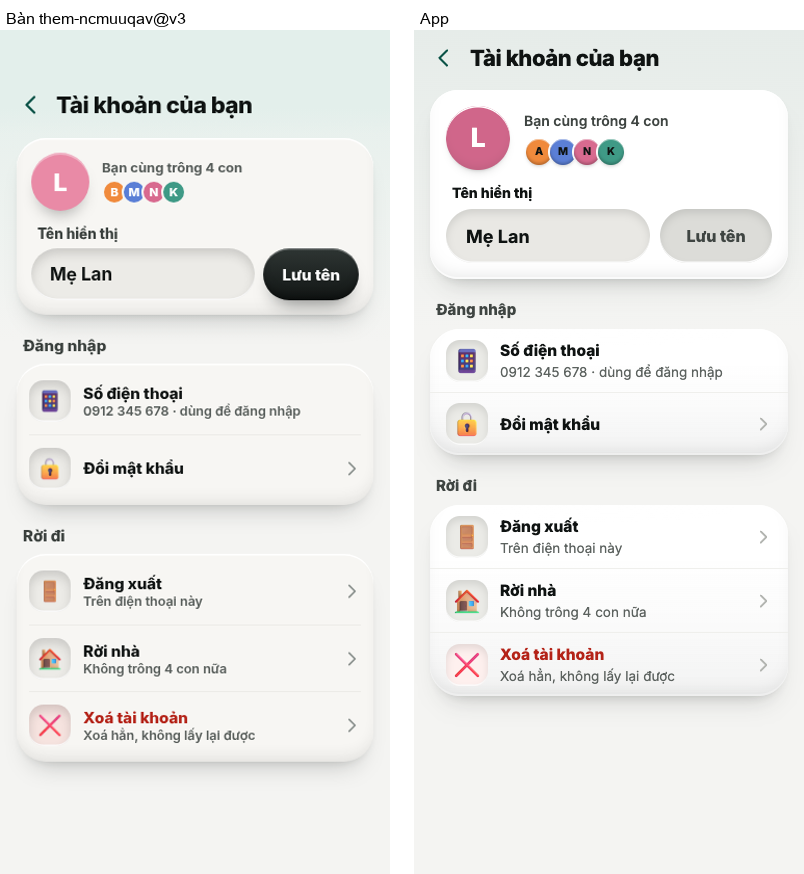 Bản them-ncmuuqav@v3
Tài khoản của bạn
L
Bạn cùng trông 4 con
B M N K
Tên hiển thị
Mẹ Lan
Lưu tên
Đăng nhập
Số điện thoại
0912 345 678 · dùng để đăng nhập
Đổi mật khẩu
Rời đi
Đăng xuất
Trên điện thoại này
Rời nhà
Không trông 4 con nữa
Xoá tài khoản
Xoá hẳn, không lấy lại được
App
Tài khoản của bạn
L
Bạn cùng trông 4 con
A M N K
Tên hiển thị
Mẹ Lan
Lưu tên
Đăng nhập
Số điện thoại
0912 345 678 · dùng để đăng nhập
Đổi mật khẩu
Rời đi
Đăng xuất
Trên điện thoại này
Rời nhà
Không trông 4 con nữa
Xoá tài khoản
Xoá hẳn, không lấy lại được